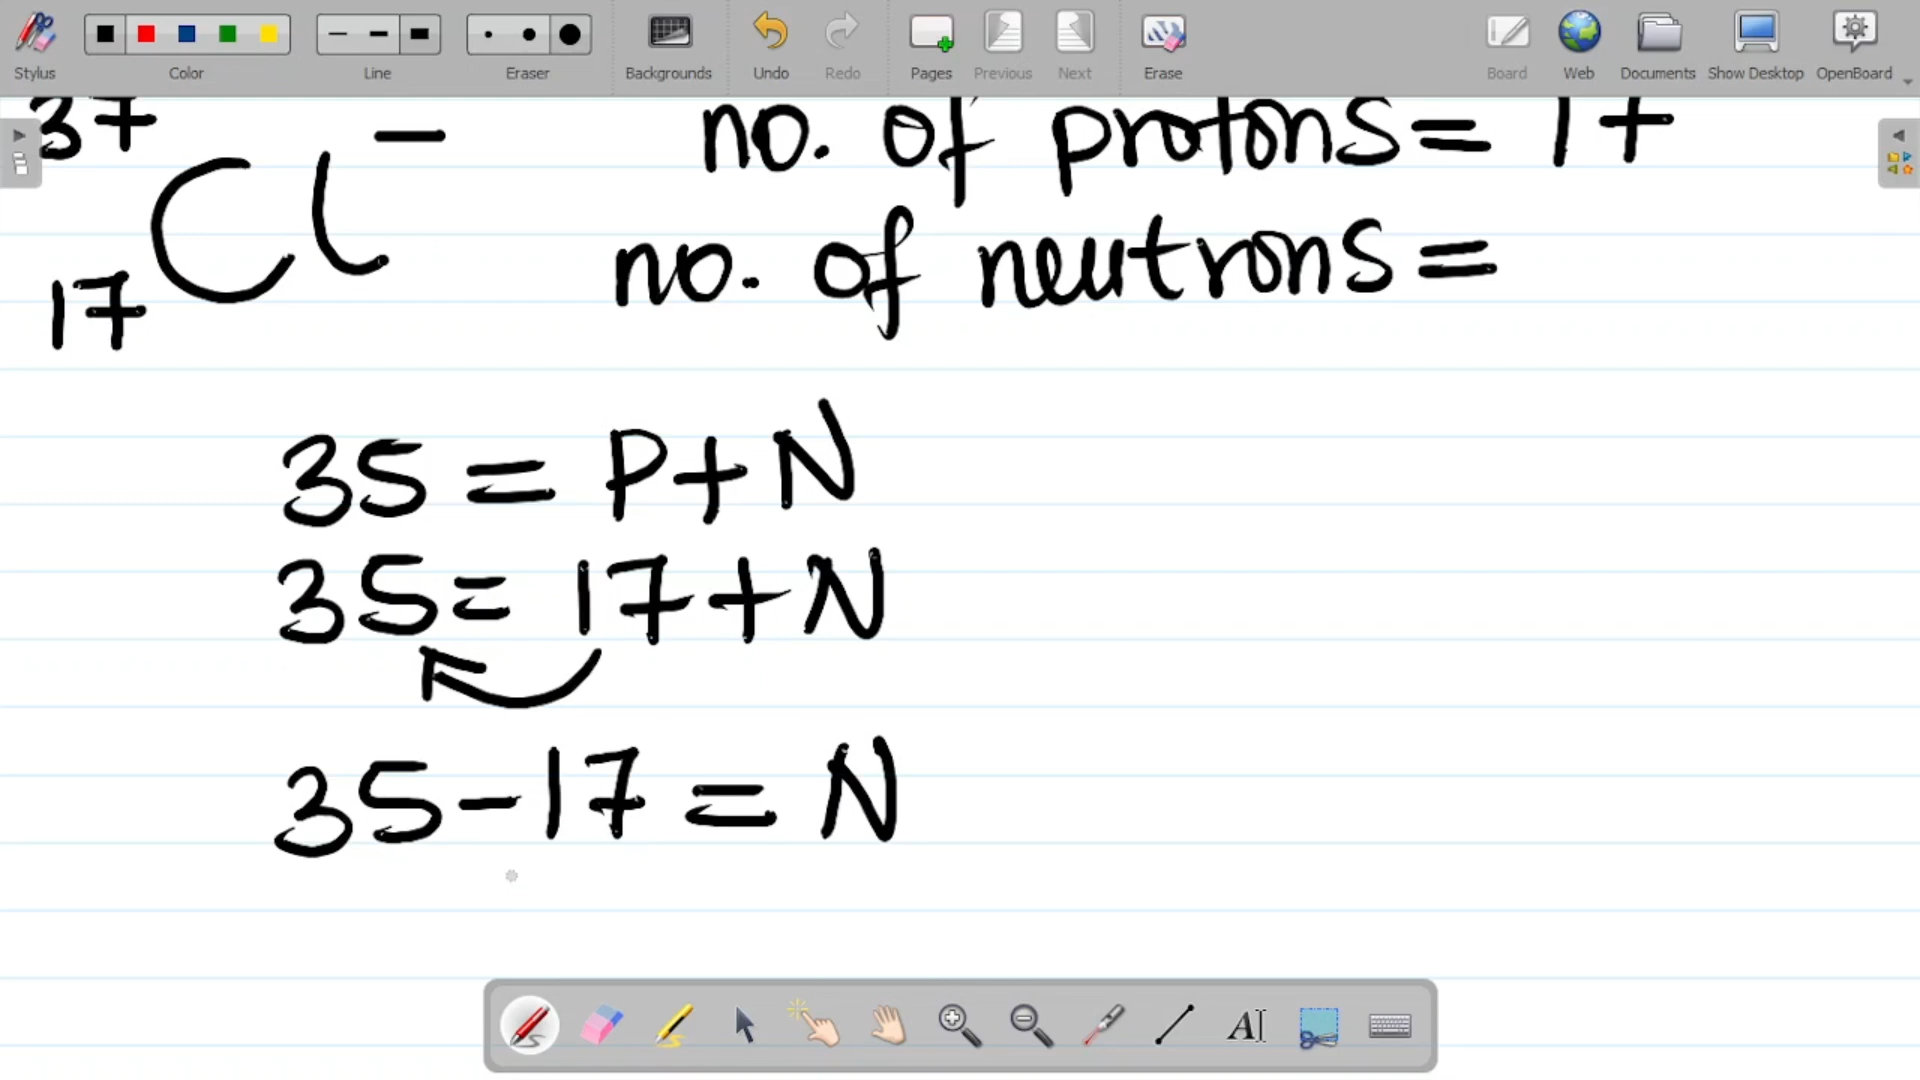 Stylus Color Line Eraser Backgrounds Undo Redo Pages Previous Next Erase Board Web Documents Show Desktop OpenBoard
37 Cl - no. of protons = 17
17 no. of neutrons =
35 = P + N
35 = 17 + N
35 - 17 = N